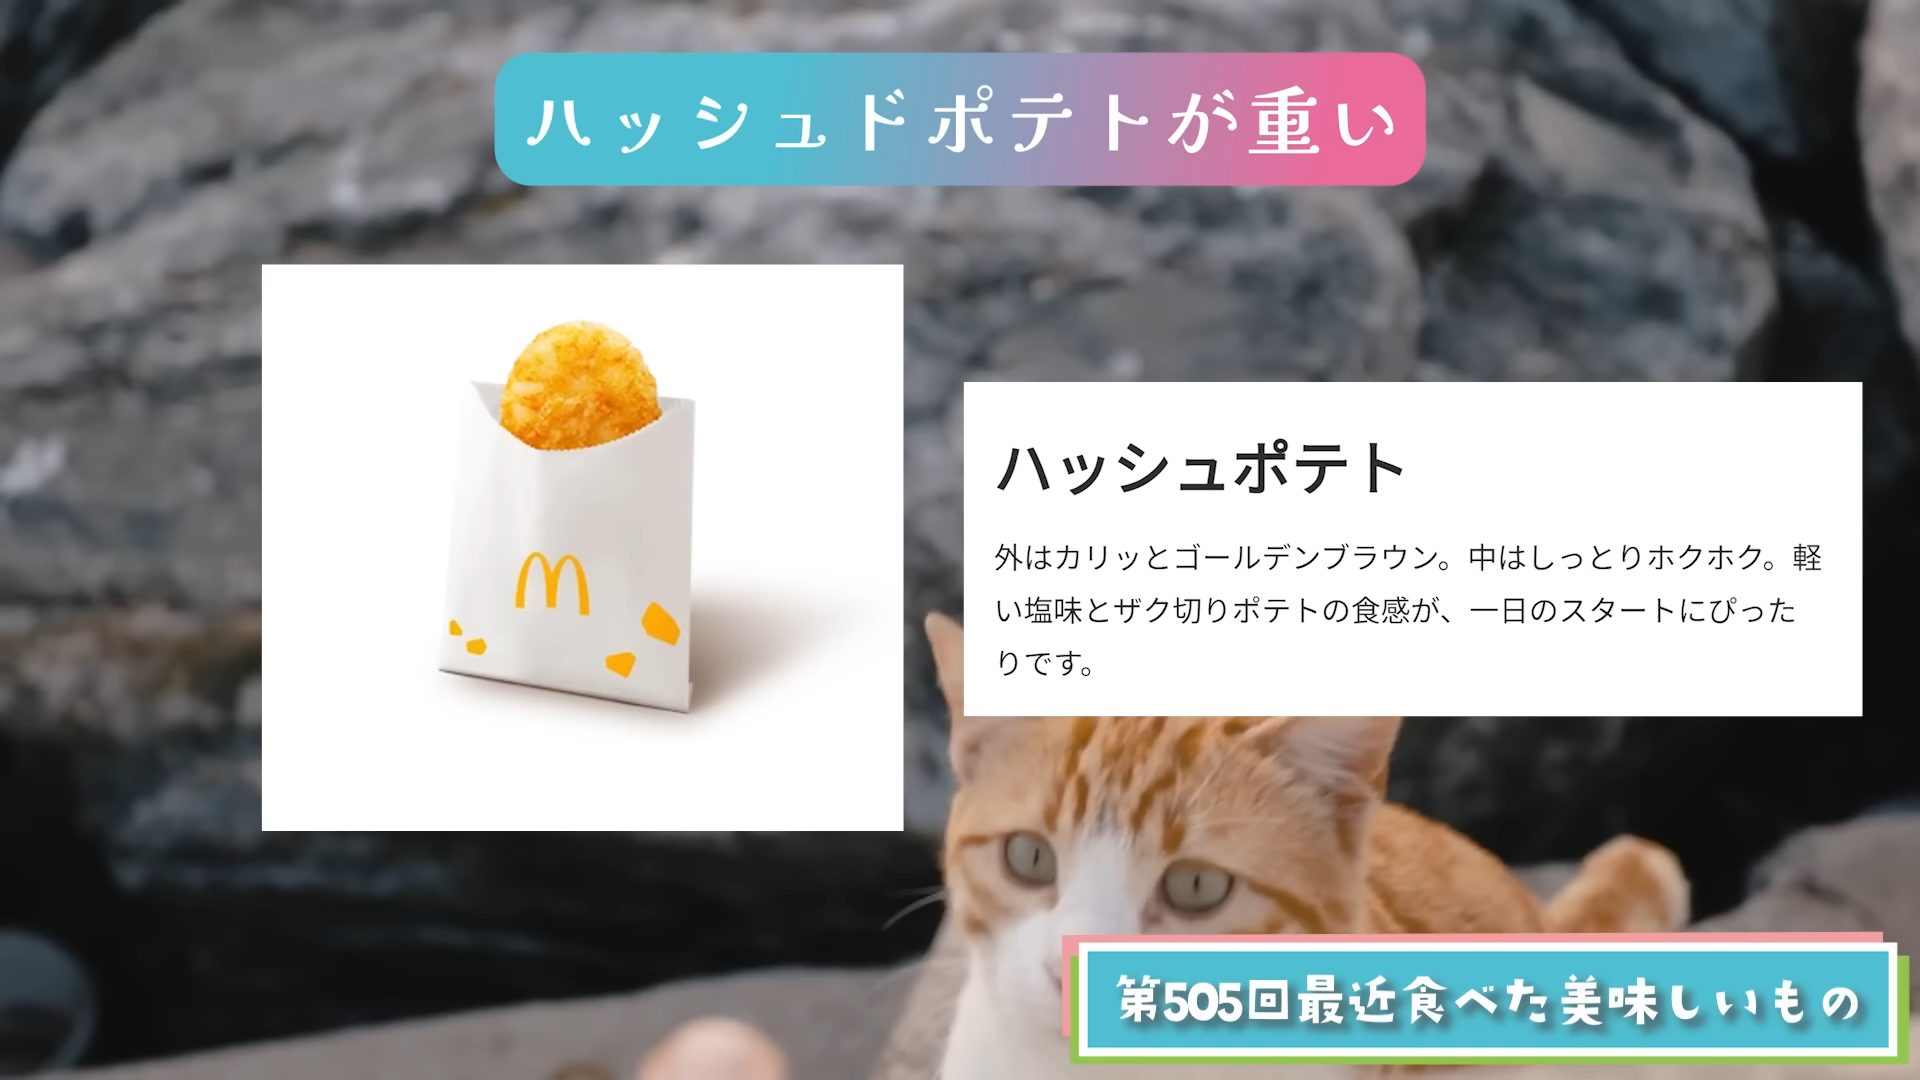 ハッシュドポテトが重い
ハッシュポテト
外はカリッとゴールデンブラウン。中はしっとりホクホク。軽
い塩味とザク切りポテトの食感が、一日のスタートにぴった
りです。
第505回最近食べた美味しいもの